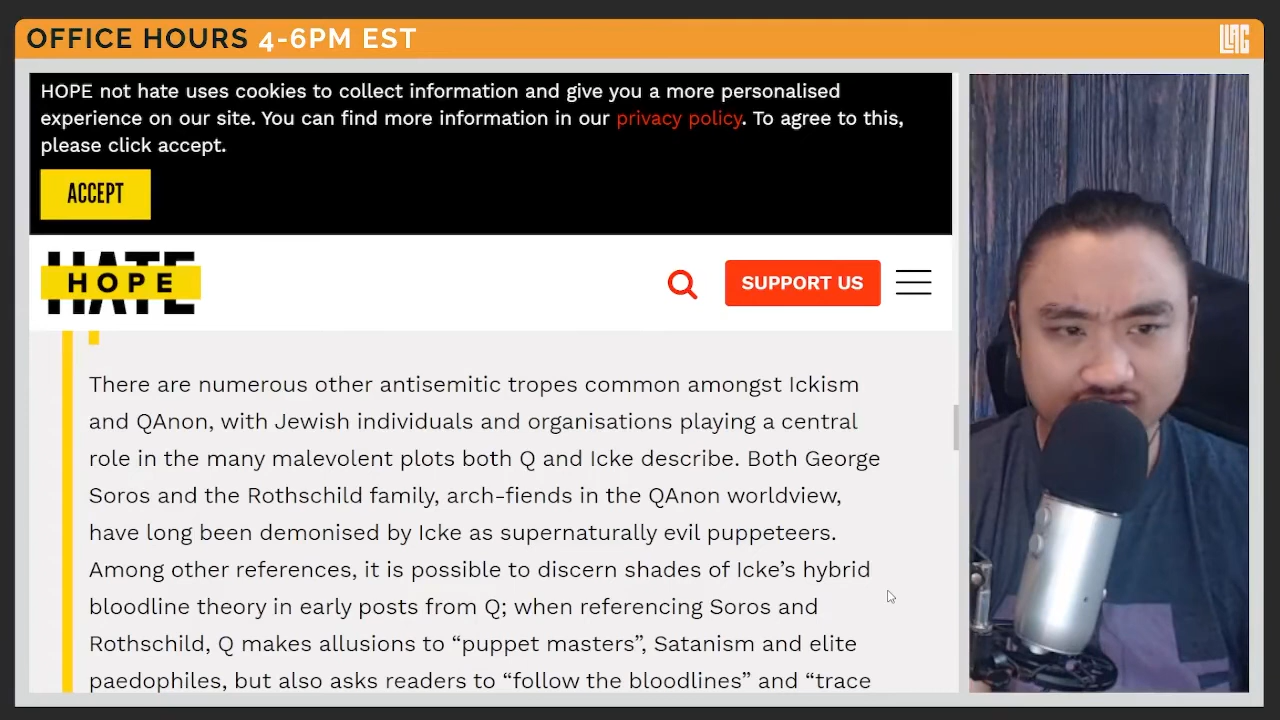 OFFICE HOURS 4-6PM EST
LLAG
HOPE not hate uses cookies to collect information and give you a more personalised
experience on our site. You can find more information in our privacy policy. To agree to this,
please click accept.
ACCEPT
HATE
HOPE
SUPPORT US
There are numerous other antisemitic tropes common amongst Ickism
and QAnon, with Jewish individuals and organisations playing a central
role in the many malevolent plots both Q and Icke describe. Both George
Soros and the Rothschild family, arch-fiends in the QAnon worldview,
have long been demonised by Icke as supernaturally evil puppeteers.
Among other references, it is possible to discern shades of Icke’s hybrid
bloodline theory in early posts from Q; when referencing Soros and
Rothschild, Q makes allusions to “puppet masters”, Satanism and elite
paedophiles, but also asks readers to “follow the bloodlines” and “trace